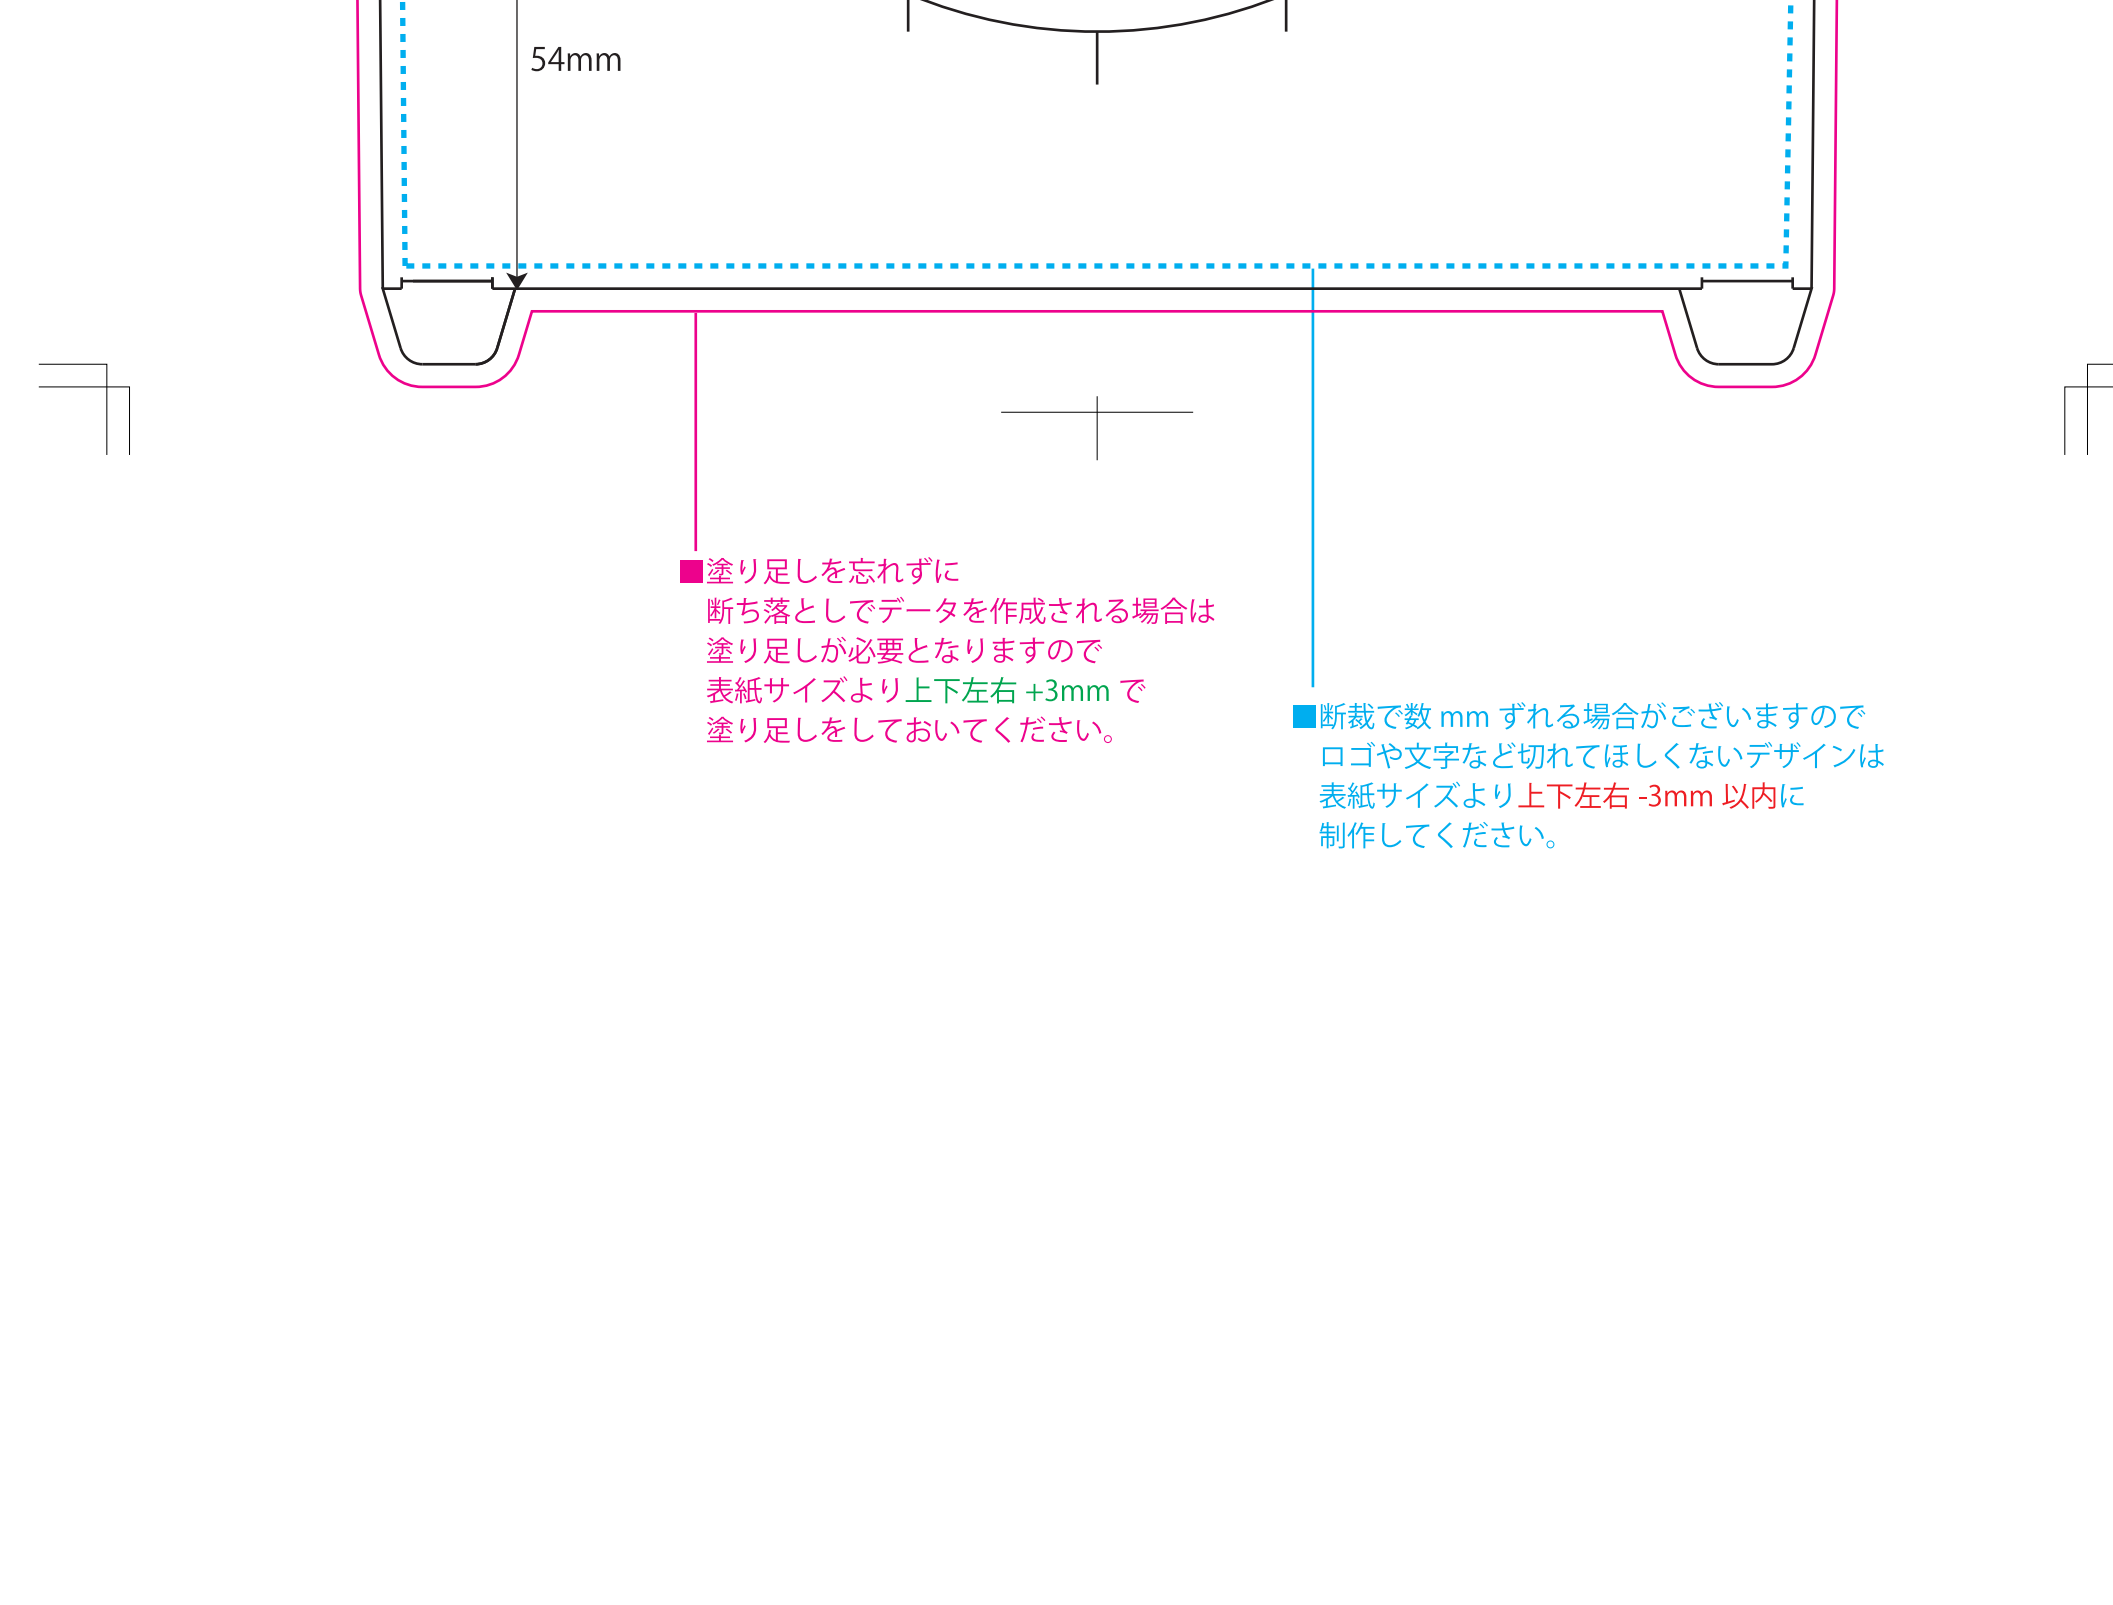 54mm
■塗り足しを忘れずに
断ち落としでデータを作成される場合は
塗り足しが必要となりますので
表紙サイズより上下左右 +3mm で
塗り足しをしておいてください。
■断裁で数 mm ずれる場合がございますので
ロゴや文字など切れてほしくないデザインは
表紙サイズより上下左右 -3mm 以内に
制作してください。